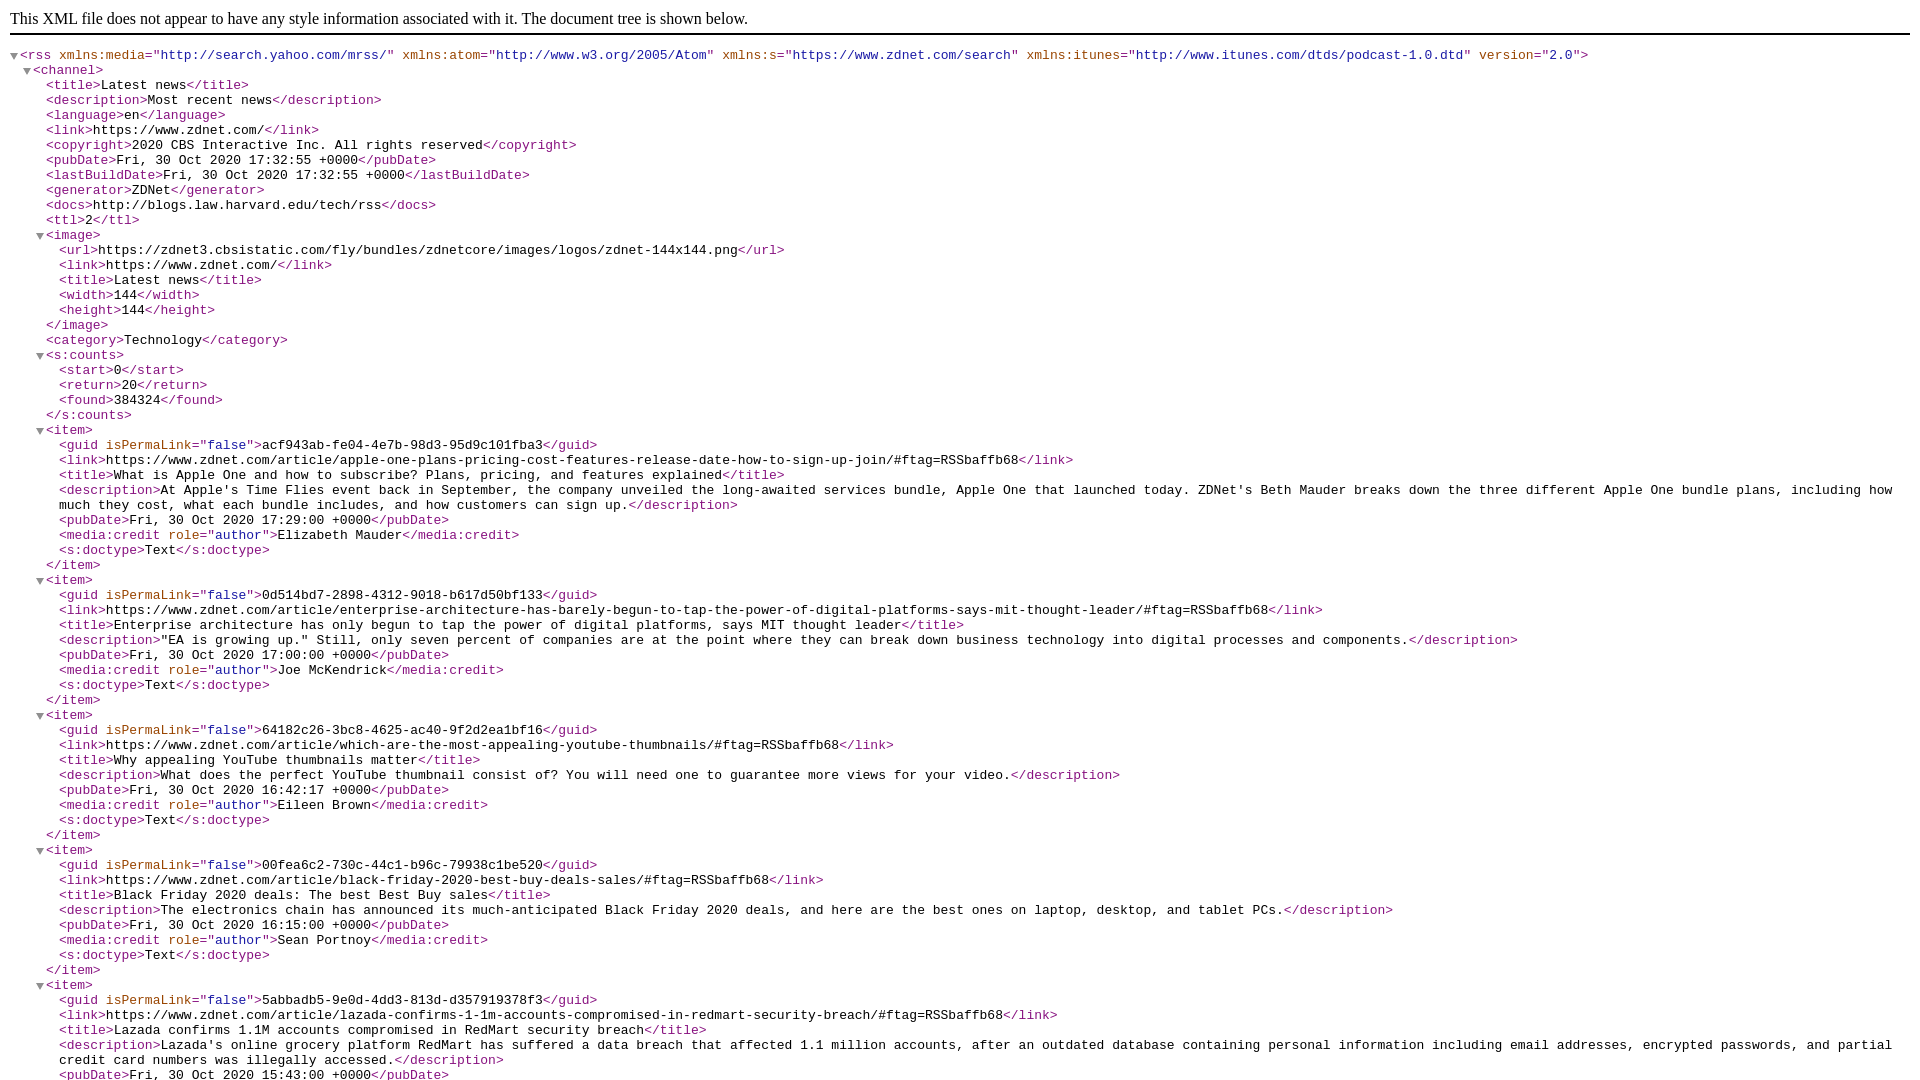 This XML file does not appear to have any style information associated with it. The document tree is shown below.
<rss xmlns:media="http://search.yahoo.com/mrss/" xmlns:atom="http://www.w3.org/2005/Atom" xmlns:s="https://www.zdnet.com/search" xmlns:itunes="http://www.itunes.com/dtds/podcast-1.0.dtd" version="2.0">
<channel>
<title>Latest news</title>
<description>Most recent news</description>
<language>en</language>
<link>https://www.zdnet.com/</link>
<copyright>2020 CBS Interactive Inc. All rights reserved</copyright>
<pubDate>Fri, 30 Oct 2020 17:32:55 +0000</pubDate>
<lastBuildDate>Fri, 30 Oct 2020 17:32:55 +0000</lastBuildDate>
<generator>ZDNet</generator>
<docs>http://blogs.law.harvard.edu/tech/rss</docs>
<ttl>2</ttl>
<image>
<url>https://zdnet3.cbsistatic.com/fly/bundles/zdnetcore/images/logos/zdnet-144x144.png</url>
<link>https://www.zdnet.com/</link>
<title>Latest news</title>
<width>144</width>
<height>144</height>
</image>
<category>Technology</category>
<s:counts>
<start>0</start>
<return>20</return>
<found>384324</found>
</s:counts>
<item>
<guid isPermaLink="false">acf943ab-fe04-4e7b-98d3-95d9c101fba3</guid>
<link>https://www.zdnet.com/article/apple-one-plans-pricing-cost-features-release-date-how-to-sign-up-join/#ftag=RSSbaffb68</link>
<title>What is Apple One and how to subscribe? Plans, pricing, and features explained</title>
<description>At Apple's Time Flies event back in September, the company unveiled the long-awaited services bundle, Apple One that launched today. ZDNet's Beth Mauder breaks down the three different Apple One bundle plans, including how
much they cost, what each bundle includes, and how customers can sign up.</description>
<pubDate>Fri, 30 Oct 2020 17:29:00 +0000</pubDate>
<media:credit role="author">Elizabeth Mauder</media:credit>
<s:doctype>Text</s:doctype>
</item>
<item>
<guid isPermaLink="false">0d514bd7-2898-4312-9018-b617d50bf133</guid>
<link>https://www.zdnet.com/article/enterprise-architecture-has-barely-begun-to-tap-the-power-of-digital-platforms-says-mit-thought-leader/#ftag=RSSbaffb68</link>
<title>Enterprise architecture has only begun to tap the power of digital platforms, says MIT thought leader</title>
<description>"EA is growing up." Still, only seven percent of companies are at the point where they can break down business technology into digital processes and components.</description>
<pubDate>Fri, 30 Oct 2020 17:00:00 +0000</pubDate>
<media:credit role="author">Joe McKendrick</media:credit>
<s:doctype>Text</s:doctype>
</item>
<item>
<guid isPermaLink="false">64182c26-3bc8-4625-ac40-9f2d2ea1bf16</guid>
<link>https://www.zdnet.com/article/which-are-the-most-appealing-youtube-thumbnails/#ftag=RSSbaffb68</link>
<title>Why appealing YouTube thumbnails matter</title>
<description>What does the perfect YouTube thumbnail consist of? You will need one to guarantee more views for your video.</description>
<pubDate>Fri, 30 Oct 2020 16:42:17 +0000</pubDate>
<media:credit role="author">Eileen Brown</media:credit>
<s:doctype>Text</s:doctype>
</item>
<item>
<guid isPermaLink="false">00fea6c2-730c-44c1-b96c-79938c1be520</guid>
<link>https://www.zdnet.com/article/black-friday-2020-best-buy-deals-sales/#ftag=RSSbaffb68</link>
<title>Black Friday 2020 deals: The best Best Buy sales</title>
<description>The electronics chain has announced its much-anticipated Black Friday 2020 deals, and here are the best ones on laptop, desktop, and tablet PCs.</description>
<pubDate>Fri, 30 Oct 2020 16:15:00 +0000</pubDate>
<media:credit role="author">Sean Portnoy</media:credit>
<s:doctype>Text</s:doctype>
</item>
<item>
<guid isPermaLink="false">5abbadb5-9e0d-4dd3-813d-d357919378f3</guid>
<link>https://www.zdnet.com/article/lazada-confirms-1-1m-accounts-compromised-in-redmart-security-breach/#ftag=RSSbaffb68</link>
<title>Lazada confirms 1.1M accounts compromised in RedMart security breach</title>
<description>Lazada's online grocery platform RedMart has suffered a data breach that affected 1.1 million accounts, after an outdated database containing personal information including email addresses, encrypted passwords, and partial
credit card numbers was illegally accessed.</description>
<pubDate>Fri, 30 Oct 2020 15:43:00 +0000</pubDate>